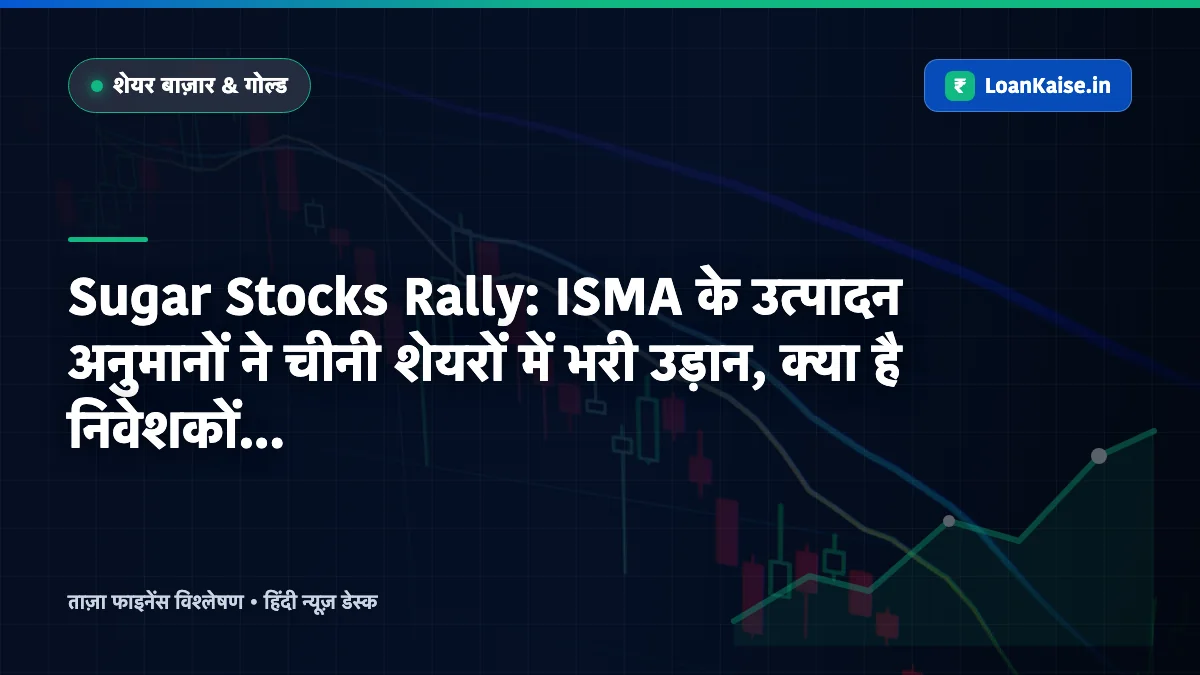 शेयर बाज़ार & गोल्ड
₹ LoanKaise.in
Sugar Stocks Rally: ISMA के उत्पादन
अनुमानों ने चीनी शेयरों में भरी उड़ान, क्या है
निवेशकों...
ताज़ा फाइनेंस विश्लेषण • हिंदी न्यूज़ डेस्क